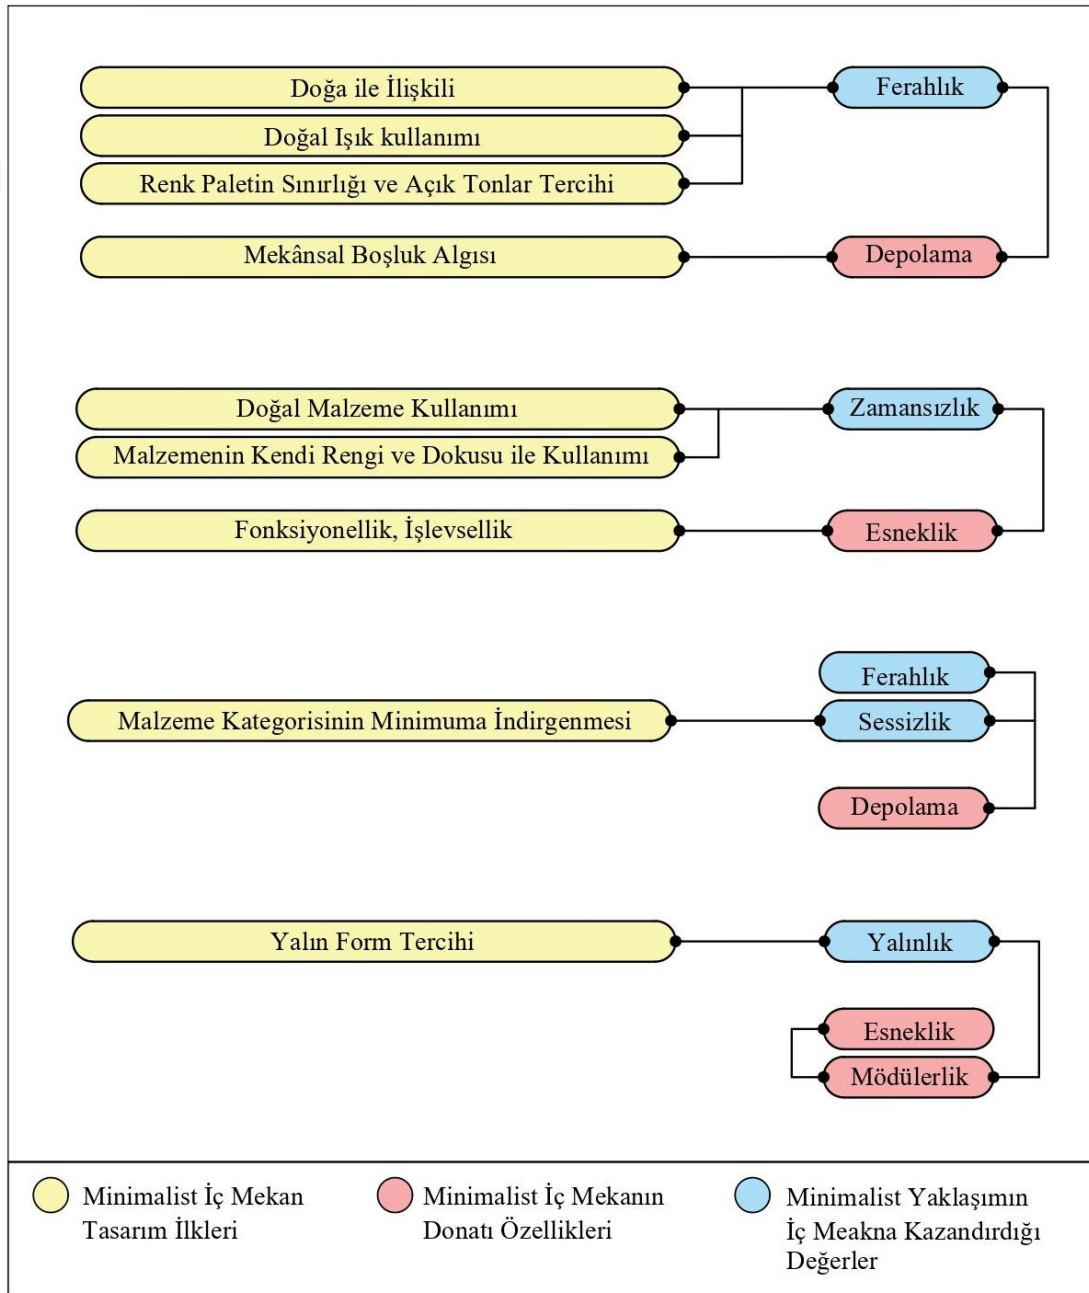 Doğa ile İlişkili
Ferahlık
Doğal Işık kullanımı
Renk Paletin Sınırlığı ve Açık Tonlar Tercihi
Mekânsal Boşluk Algısı
Depolama
Doğal Malzeme Kullanımı
Zamansızlık
Malzemenin Kendi Rengi ve Dokusu ile Kullanımı
Fonksiyonellik, İşlevsellik
Esneklik
Ferahlık
Malzeme Kategorisinin Minimuma İndirgenmesi
Sessizlik
Depolama
Yalın Form Tercihi
Yalınlık
Esneklik
Mödülerlik
Minimalist İç Mekan
Tasarım İlkleri
Minimalist İç Mekanın
Donatı Özellikleri
Minimalist Yaklaşımın
İç Meakna Kazandırdığı
Değerler